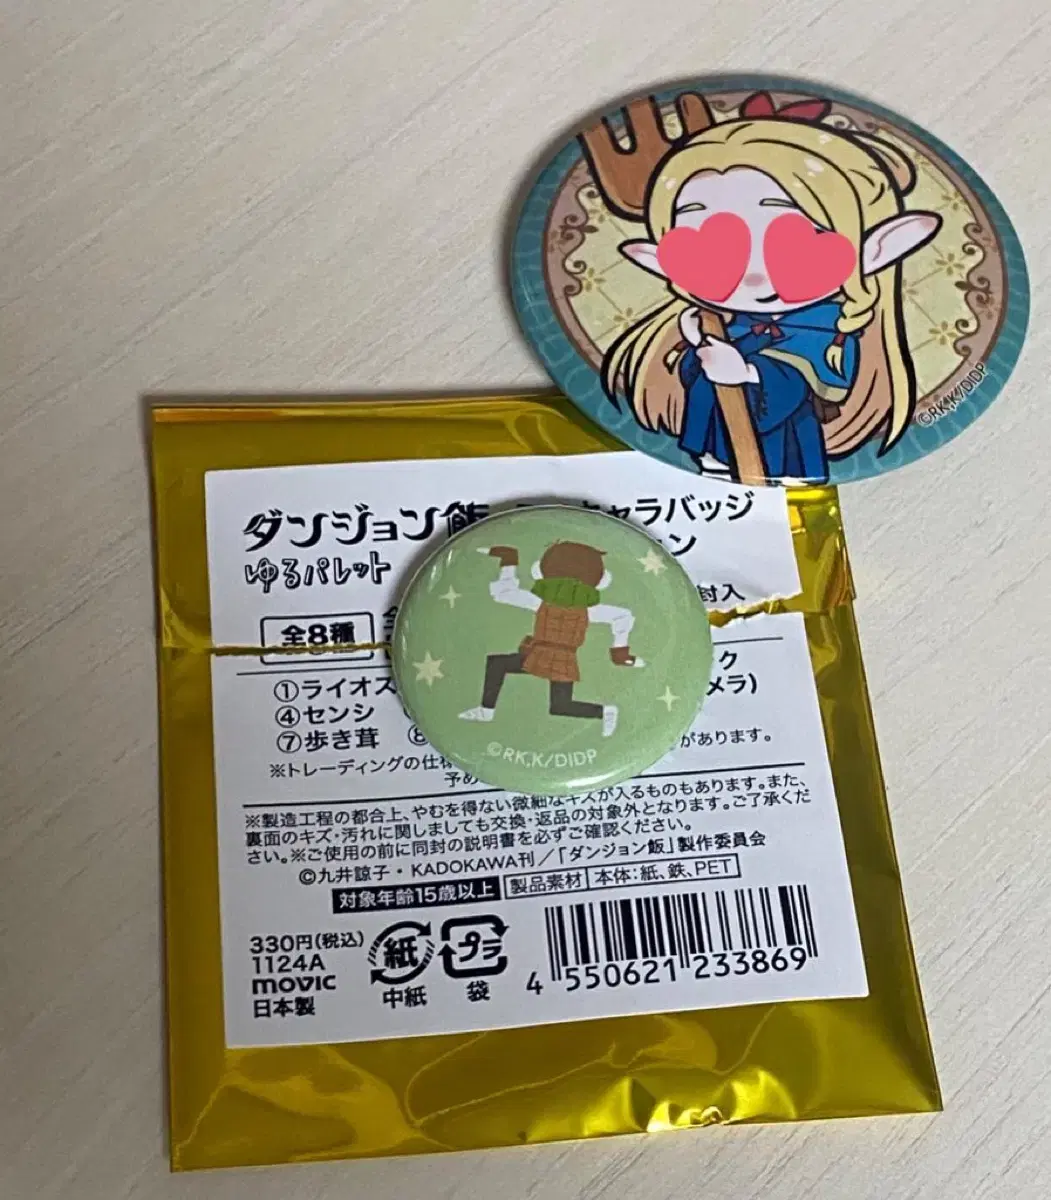 ©RK,K/DIDP
ダンジョン飯 キャラバッジ
ゆるパレット ン
封入
全8種
①ライオス ク
④センシ メラ)
⑦歩き茸 ⑧ があります。
©RK,K/DIDP
※トレーディングの仕様
予め
※製造工程の都合上、やむを得ない微細なキズが入るものもあります。また、
裏面のキズ・汚れに関しましても交換・返品の対象外となります。ご了承くだ
さい。※ご使用の前に同封の説明書を必ずご確認ください。
©九井諒子・KADOKAWA刊/「ダンジョン飯」製作委員会
対象年齢15歳以上 製品素材 本体:紙、鉄、PET
330円(税込)
1124A
movic
日本製
紙 プラ
中紙 袋
4 550621 233869